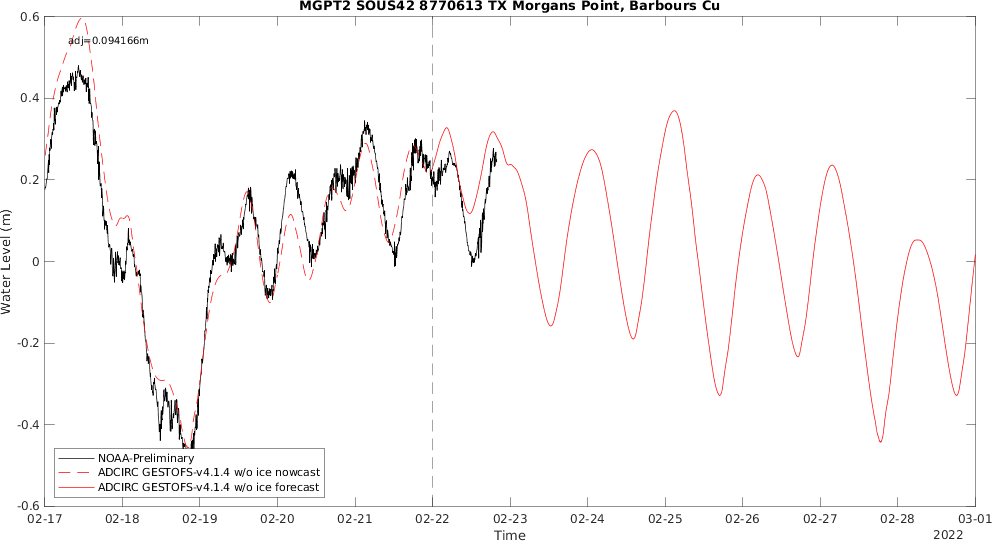 MGPT2 SOUS42 8770613 TX Morgans Point, Barbours Cu
adj=0.094166m
0.6
0.4
0.2
0
-0.2
-0.4
-0.6
Water Level (m)
NOAA-Preliminary
ADCIRC GESTOFS-v4.1.4 w/o ice nowcast
ADCIRC GESTOFS-v4.1.4 w/o ice forecast
02-17 02-18 02-19 02-20 02-21 02-22 02-23 02-24 02-25 02-26 02-27 02-28 03-01
Time
2022